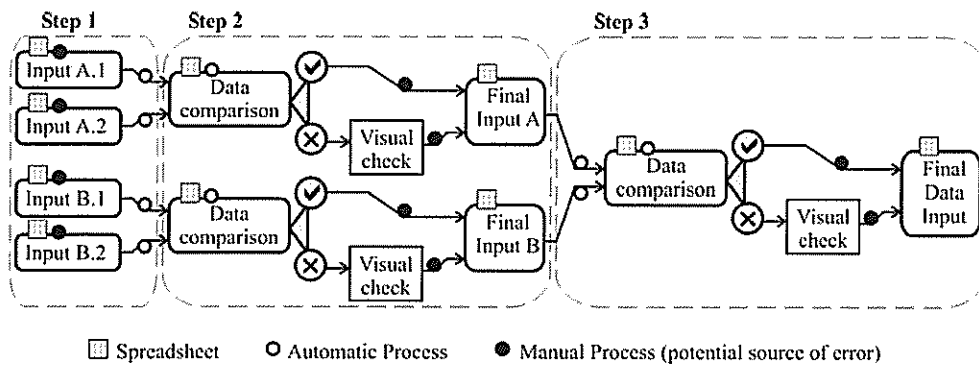 Step 1
Step 2
Step 3
Input A.1
Input A.2
Input B.1
Input B.2
Data
comparison
Visual
check
Final
Input A
Data
comparison
Visual
check
Final
Input B
Data
comparison
Visual
check
Final
Data
Input
Spreadsheet
Automatic Process
Manual Process (potential source of error)